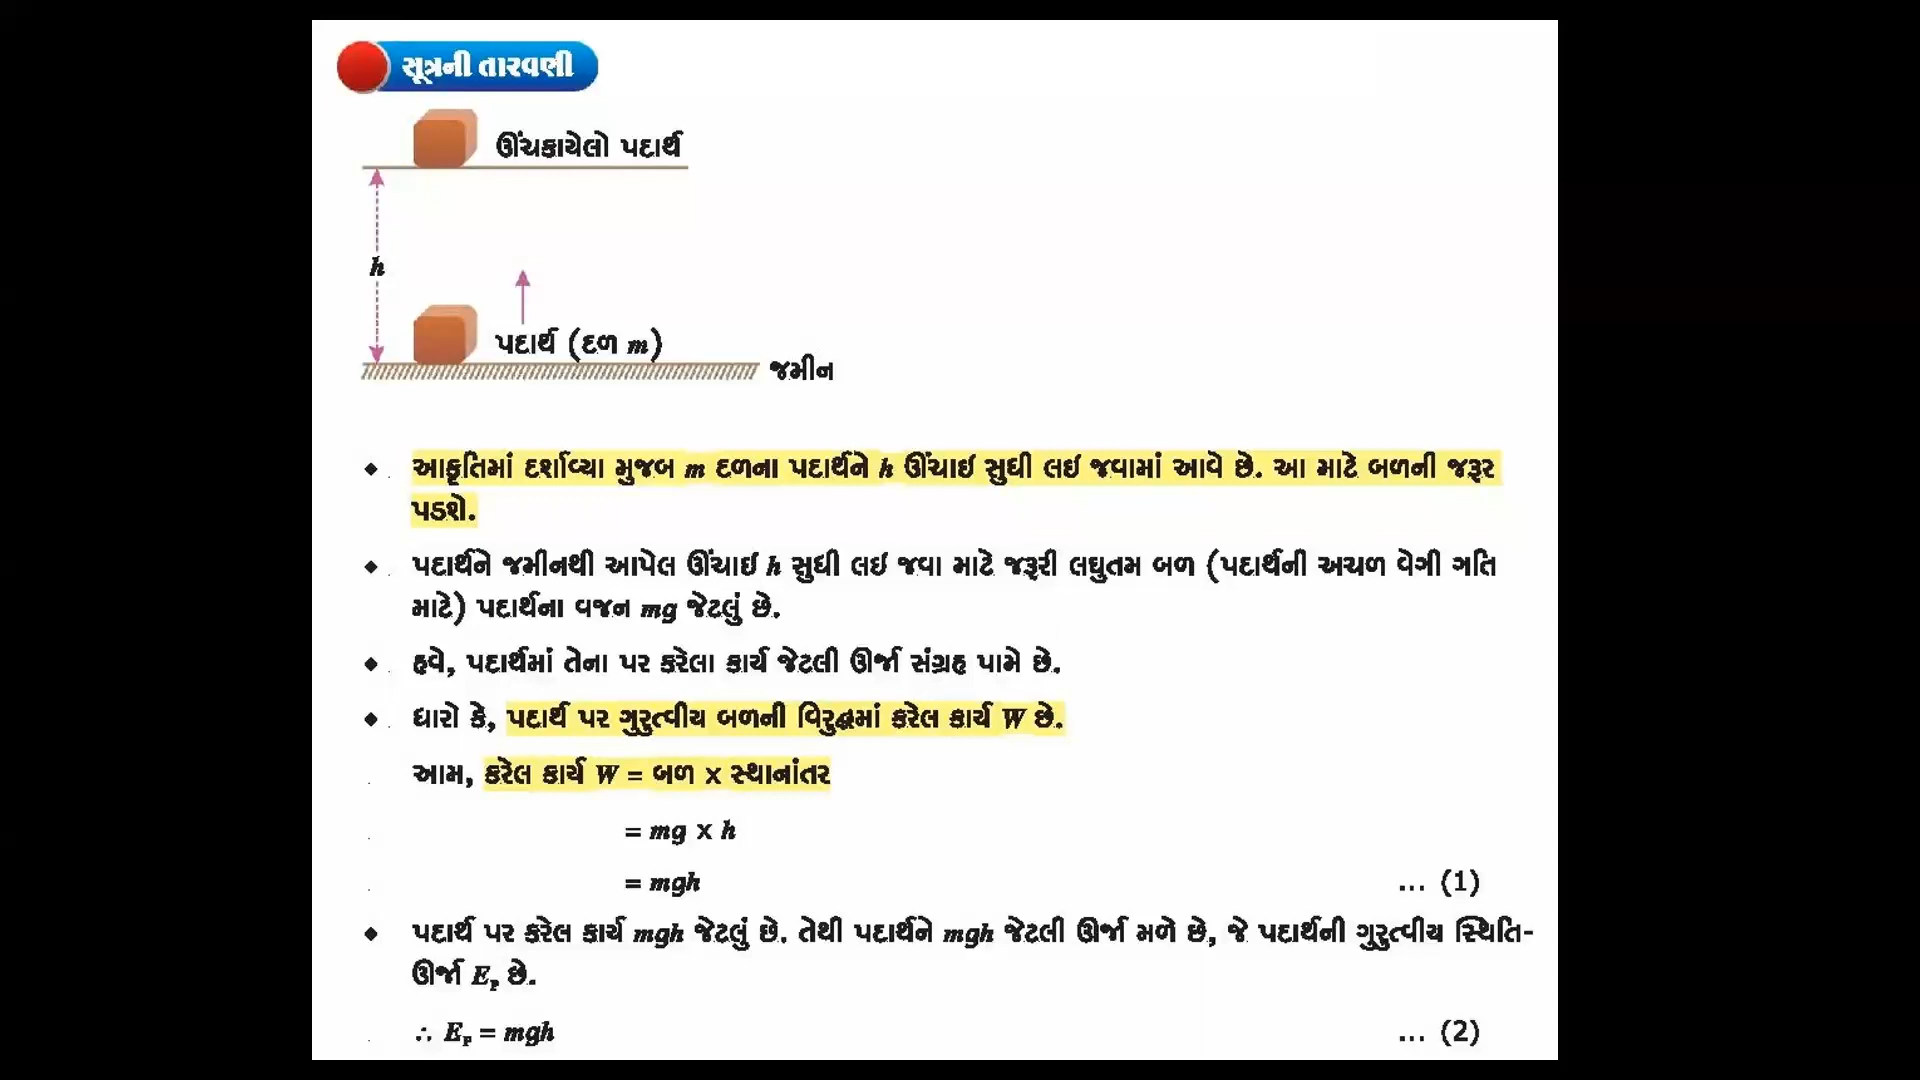 સૂત્રની તારવણી
ઊંચકાયેલો પદાર્થ
h
પદાર્થ (દળ m)
જમીન
◆ આકૃતિમાં દર્શાવ્યા મુજબ m દળના પદાર્થને h ઊંચાઇ સુધી લઇ જવામાં આવે છે. આ માટે બળની જરૂર
પડશે.
◆ પદાર્થને જમીનથી આપેલ ઊંચાઇ h સુધી લઇ જવા માટે જરૂરી લઘુતમ બળ (પદાર્થની અચળ વેગી ગતિ
માટે) પદાર્થના વજન mg જેટલું છે.
◆ હવે, પદાર્થમાં તેના પર કરેલા કાર્ય જેટલી ઊર્જા સંગ્રહ પામે છે.
◆ ધારો કે, પદાર્થ પર ગુરુત્વીય બળની વિરુદ્ધમાં કરેલ કાર્ય W છે.
આમ, કરેલ કાર્ય W = બળ x સ્થાનાંતર
= mg x h
= mgh ... (1)
◆ પદાર્થ પર કરેલ કાર્ય mgh જેટલું છે. તેથી પદાર્થને mgh જેટલી ઊર્જા મળે છે, જે પદાર્થની ગુરુત્વીય સ્થિતિ-
ઊર્જા Eₚ છે.
∴ Eₚ = mgh ... (2)